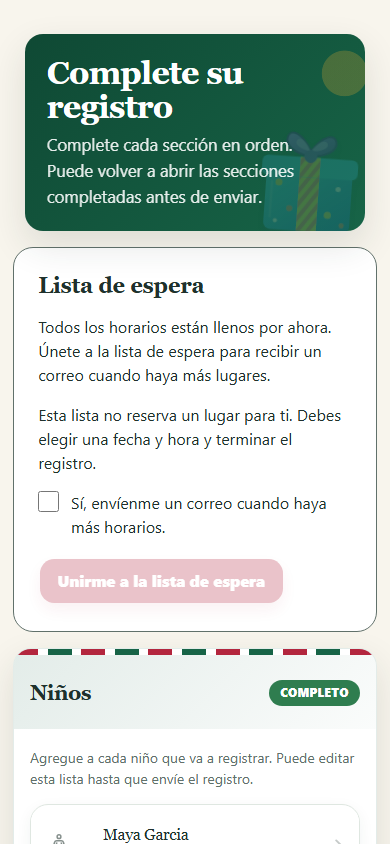 Complete su
registro
Complete cada sección en orden.
Puede volver a abrir las secciones
completadas antes de enviar.
Lista de espera
Todos los horarios están llenos por ahora.
Únete a la lista de espera para recibir un
correo cuando haya más lugares.
Esta lista no reserva un lugar para ti. Debes
elegir una fecha y hora y terminar el
registro.
Sí, envíenme un correo cuando haya
más horarios.
Unirme a la lista de espera
Niños
COMPLETO
Agregue a cada niño que va a registrar. Puede editar
esta lista hasta que envíe el registro.
Maya Garcia